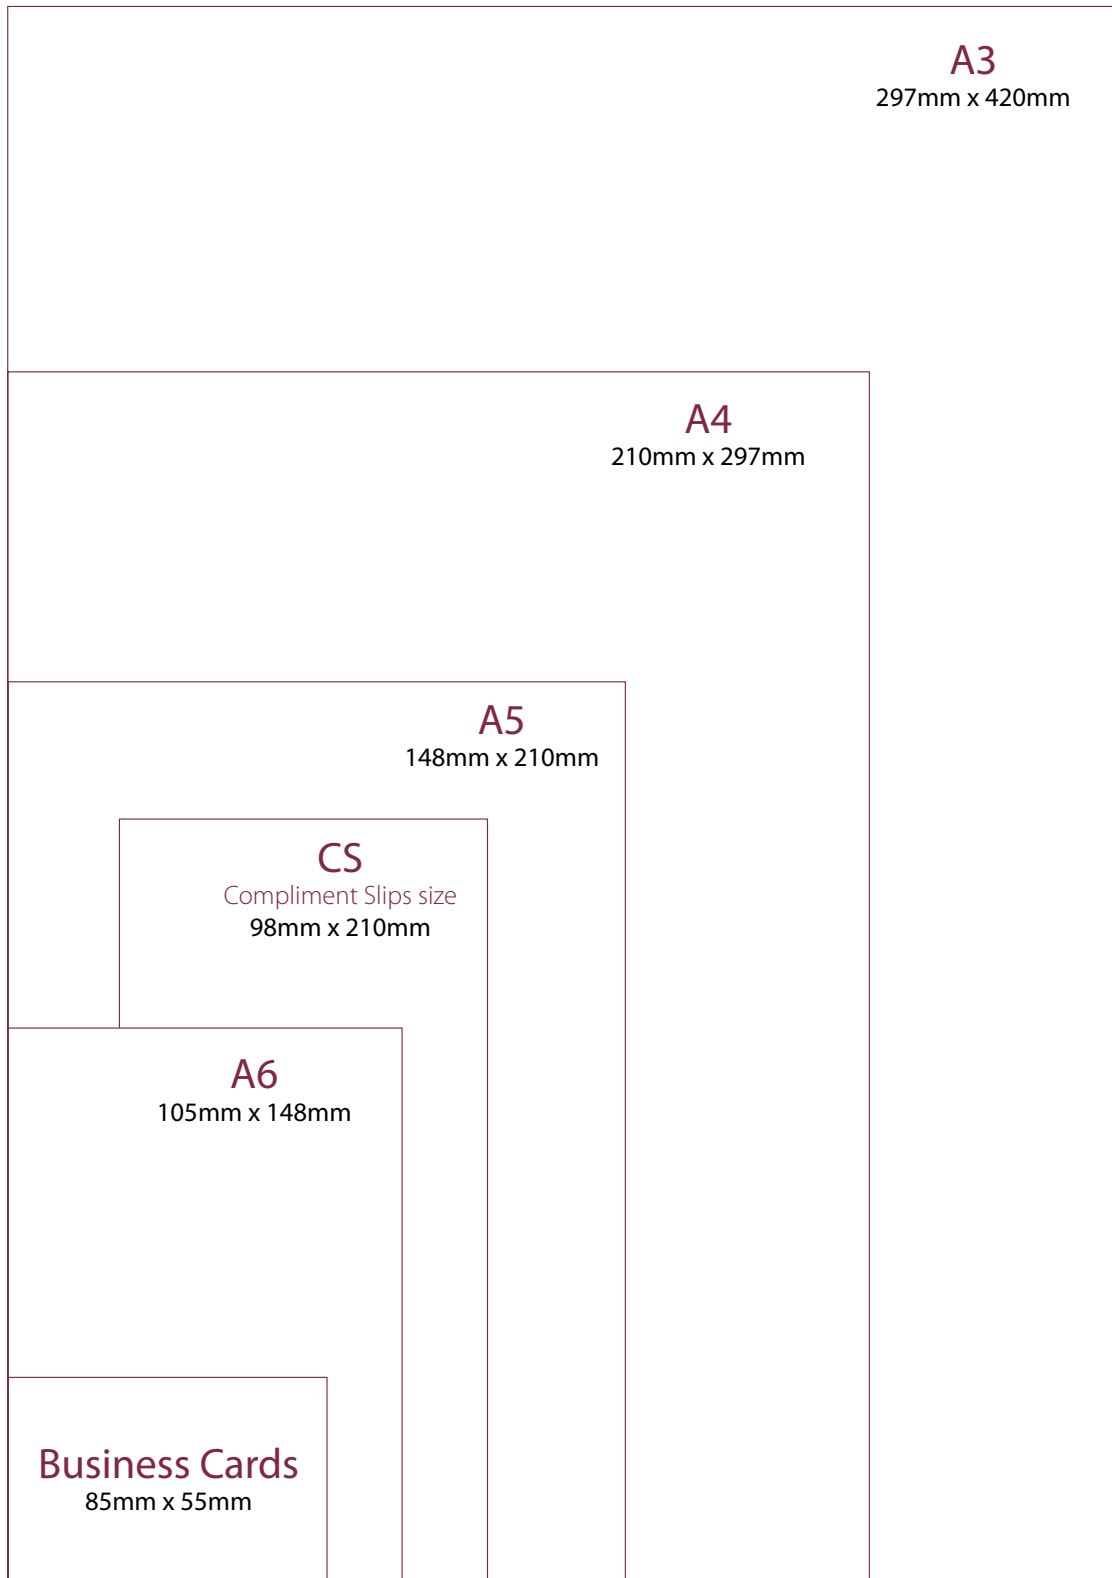 A3
297mm x 420mm
A4
210mm x 297mm
A5
148mm x 210mm
CS
Compliment Slips size
98mm x 210mm
A6
105mm x 148mm
Business Cards
85mm x 55mm